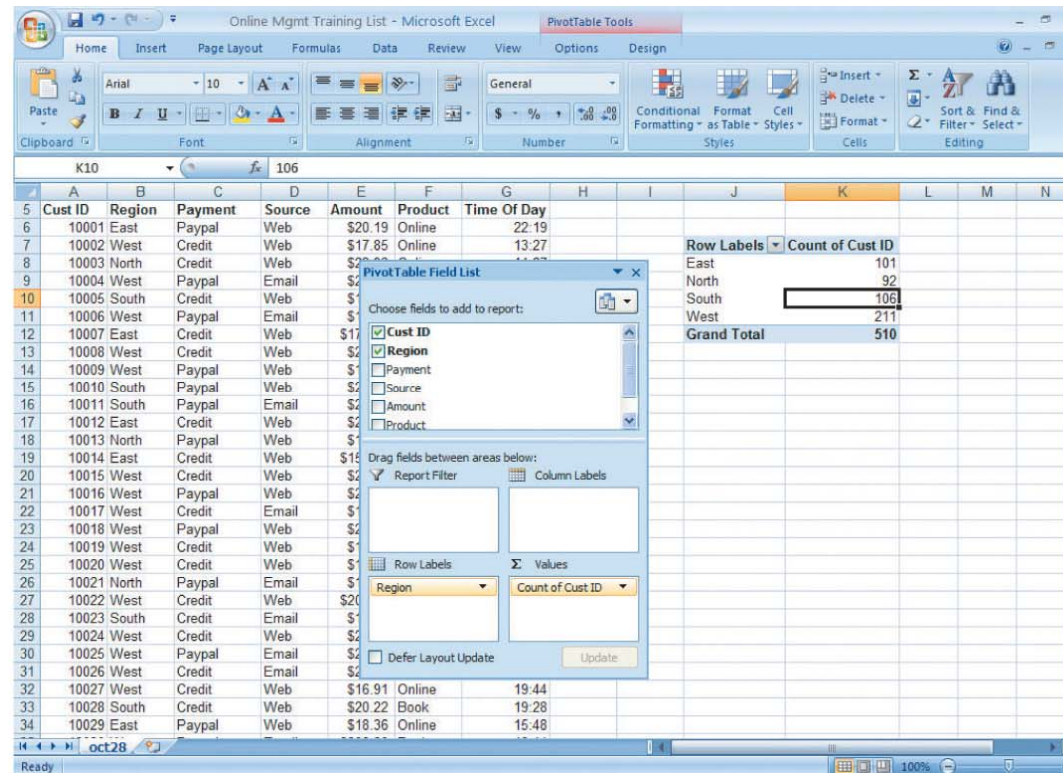 Online Mgmt Training List - Microsoft Excel
PivotTable Tools
Home Insert Page Layout Formulas Data Review View Options Design
Paste
Clipboard
Arial 10
B I U
Font
Alignment
General
$ % ,
Number
Conditional Formatting
Format as Table
Cell Styles
Styles
Insert
Delete
Format
Cells
Sort & Filter
Find & Select
Editing
K10 fx 106
A B C D E F G H I J K L M N
5 Cust ID Region Payment Source Amount Product Time Of Day
6 10001 East Paypal Web $20.19 Online 22:19
7 10002 West Credit Web $17.85 Online 13:27 Row Labels Count of Cust ID
8 10003 North Credit Web East 101
9 10004 West Paypal Email North 92
10 10005 South Credit Web South 106
11 10006 West Paypal Email West 211
12 10007 East Credit Web $17 Grand Total 510
13 10008 West Credit Web
14 10009 West Paypal Web
15 10010 South Paypal Web
16 10011 South Paypal Email
17 10012 East Credit Web
18 10013 North Paypal Web
19 10014 East Credit Web
20 10015 West Credit Web
21 10016 West Paypal Web
22 10017 West Credit Email
23 10018 West Paypal Web
24 10019 West Credit Web
25 10020 West Credit Web
26 10021 North Paypal Email
27 10022 West Credit Web $20
28 10023 South Credit Email
29 10024 West Credit Web
30 10025 West Paypal Email
31 10026 West Credit Email
32 10027 West Credit Web $16.91 Online 19:44
33 10028 South Credit Web $20.22 Book 19:28
34 10029 East Paypal Web $18.36 Online 15:48
PivotTable Field List
Choose fields to add to report:
Cust ID
Region
Payment
Source
Amount
Product
Drag fields between areas below:
Report Filter Column Labels
Row Labels Σ Values
Region Count of Cust ID
Defer Layout Update Update
oct28
Ready 100%